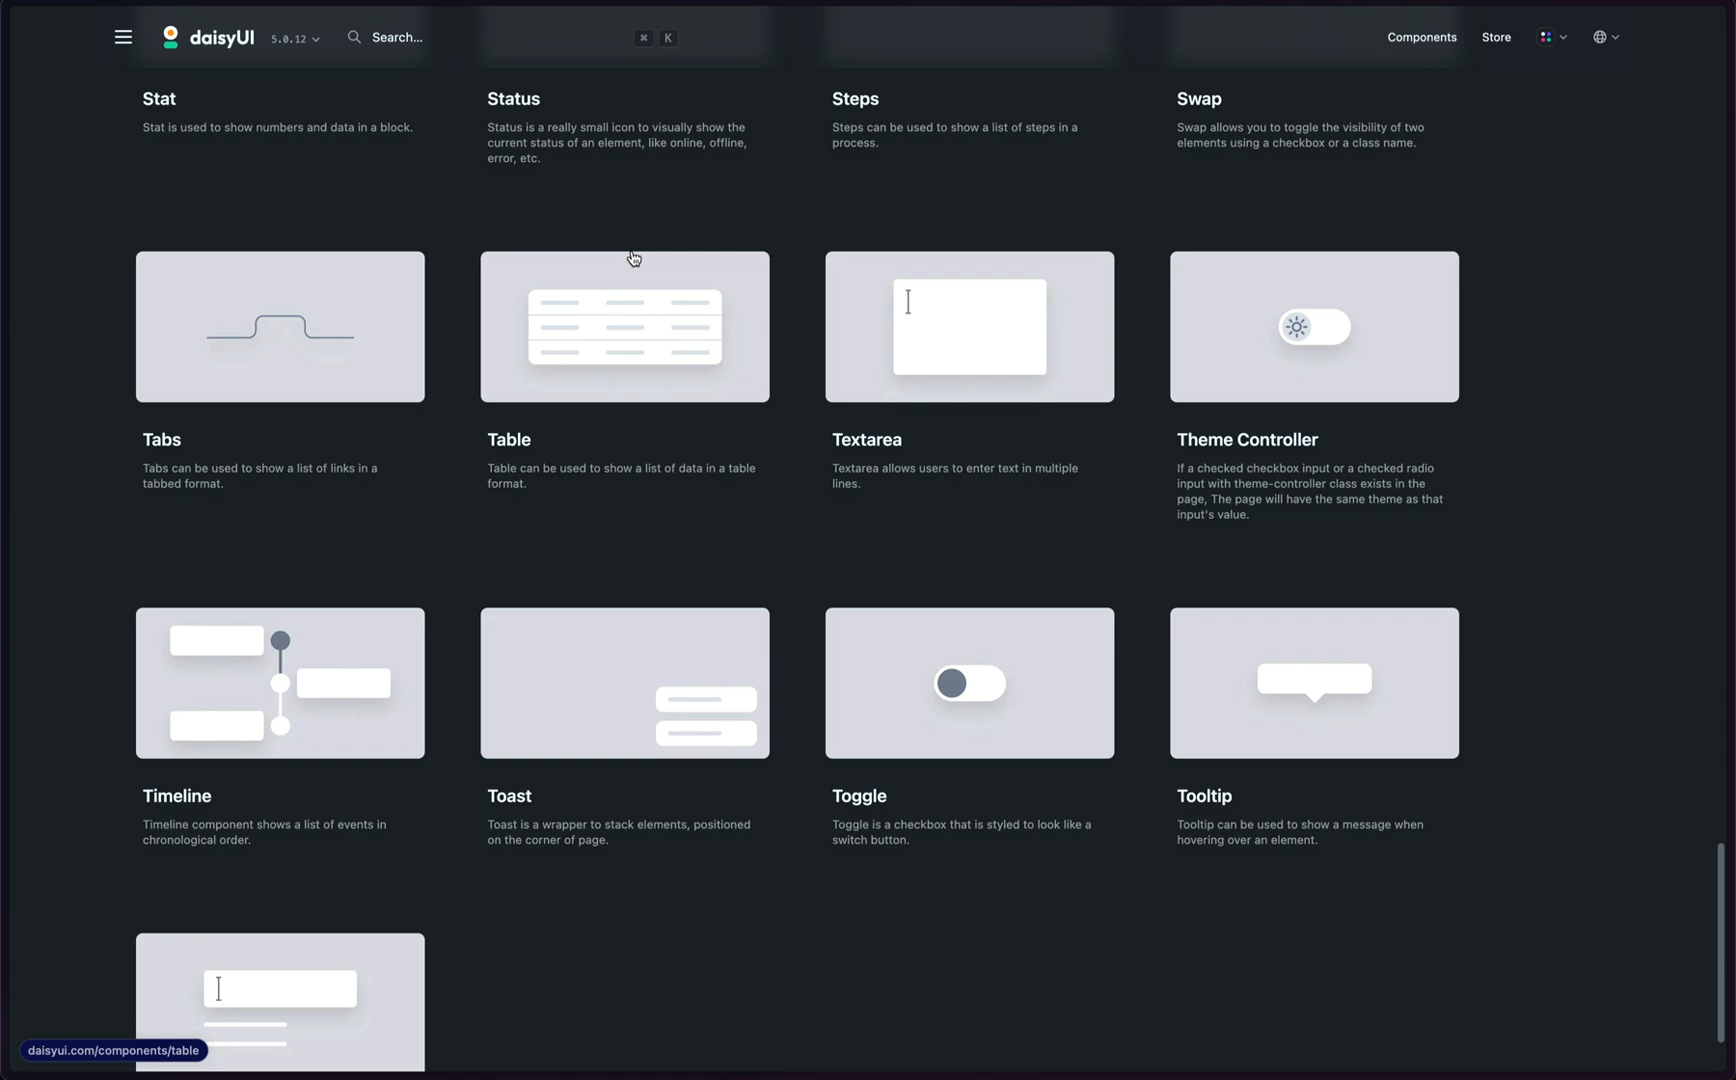 daisyUI
5.0.12
Search...
⌘ K
Components
Store
Stat
Stat is used to show numbers and data in a block.
Status
Status is a really small icon to visually show the
current status of an element, like online, offline,
error, etc.
Steps
Steps can be used to show a list of steps in a
process.
Swap
Swap allows you to toggle the visibility of two
elements using a checkbox or a class name.
Tabs
Tabs can be used to show a list of links in a
tabbed format.
Table
Table can be used to show a list of data in a table
format.
Textarea
Textarea allows users to enter text in multiple
lines.
Theme Controller
If a checked checkbox input or a checked radio
input with theme-controller class exists in the
page, The page will have the same theme as that
input's value.
Timeline
Timeline component shows a list of events in
chronological order.
Toast
Toast is a wrapper to stack elements, positioned
on the corner of page.
Toggle
Toggle is a checkbox that is styled to look like a
switch button.
Tooltip
Tooltip can be used to show a message when
hovering over an element.
daisyui.com/components/table